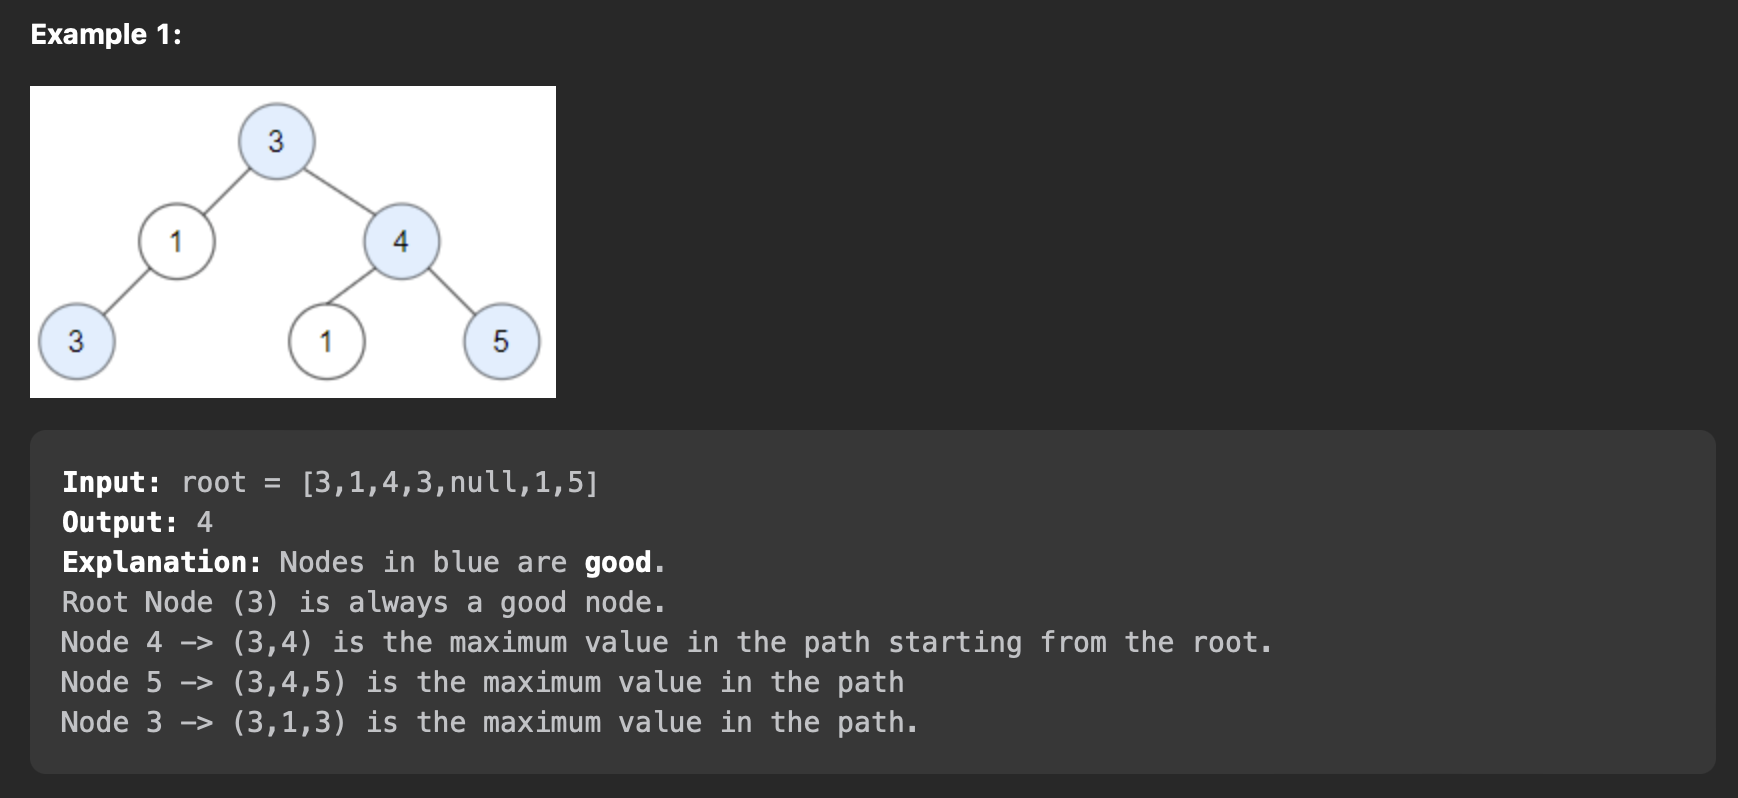 Example 1:
3
1
4
3
1
5
Input: root = [3,1,4,3,null,1,5]
Output: 4
Explanation: Nodes in blue are good.
Root Node (3) is always a good node.
Node 4 -> (3,4) is the maximum value in the path starting from the root.
Node 5 -> (3,4,5) is the maximum value in the path
Node 3 -> (3,1,3) is the maximum value in the path.